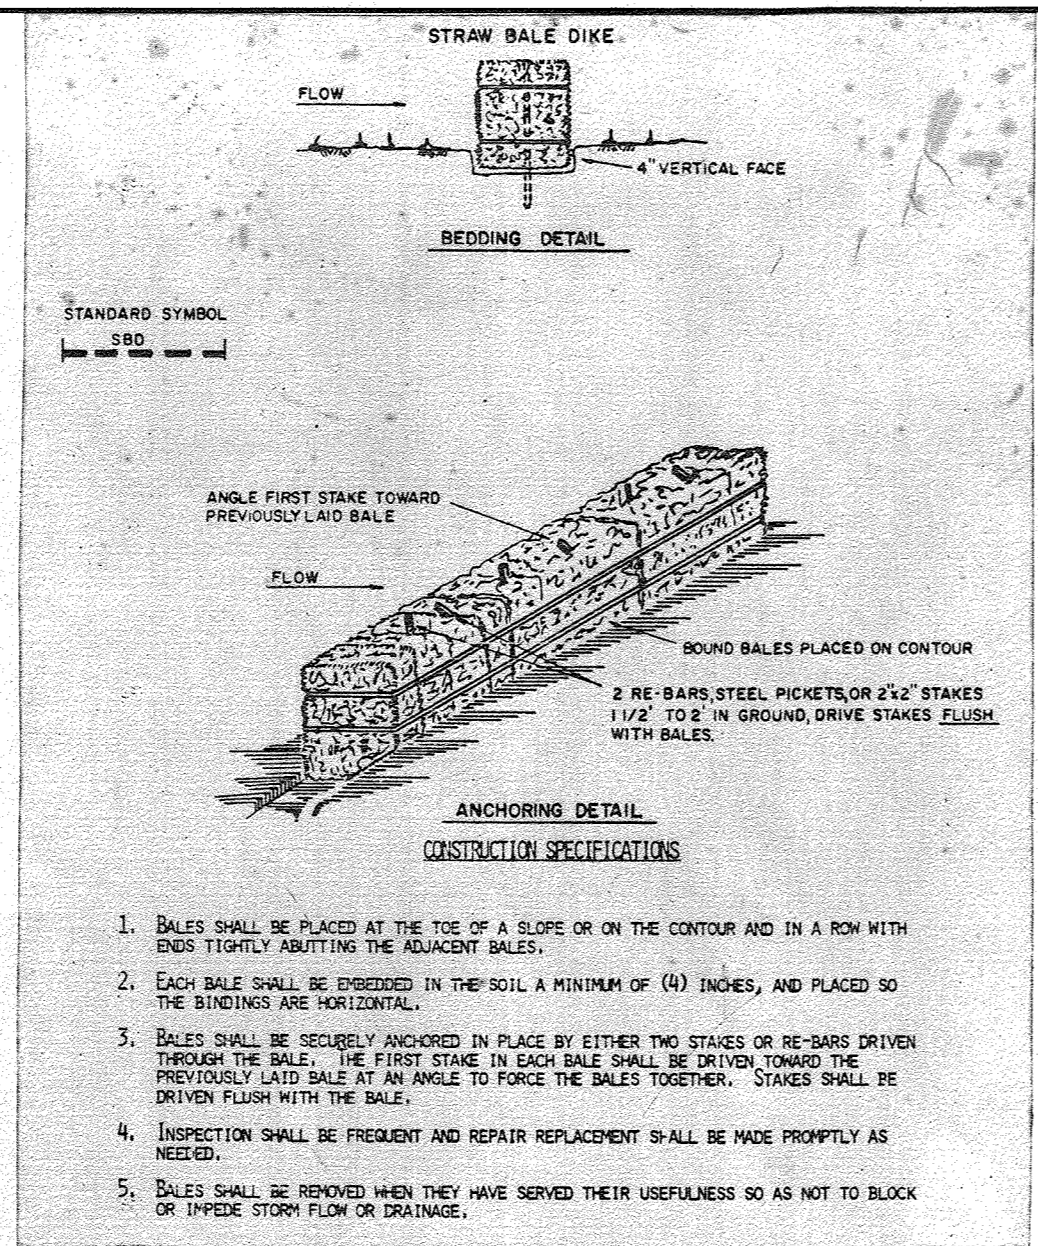 STRAW BALE DIKE
FLOW
4" VERTICAL FACE
BEDDING DETAIL
STANDARD SYMBOL
SBD
ANGLE FIRST STAKE TOWARD
PREVIOUSLY LAID BALE
FLOW
BOUND BALES PLACED ON CONTOUR
2 RE-BARS, STEEL PICKETS, OR 2"x2" STAKES
1 1/2' TO 2' IN GROUND, DRIVE STAKES FLUSH
WITH BALES.
ANCHORING DETAIL
CONSTRUCTION SPECIFICATIONS
1. BALES SHALL BE PLACED AT THE TOE OF A SLOPE OR ON THE CONTOUR AND IN A ROW WITH
ENDS TIGHTLY ABUTTING THE ADJACENT BALES.
2. EACH BALE SHALL BE EMBEDDED IN THE SOIL A MINIMUM OF (4) INCHES, AND PLACED SO
THE BINDINGS ARE HORIZONTAL.
3. BALES SHALL BE SECURELY ANCHORED IN PLACE BY EITHER TWO STAKES OR RE-BARS DRIVEN
THROUGH THE BALE. THE FIRST STAKE IN EACH BALE SHALL BE DRIVEN TOWARD THE
PREVIOUSLY LAID BALE AT AN ANGLE TO FORCE THE BALES TOGETHER. STAKES SHALL BE
DRIVEN FLUSH WITH THE BALE.
4. INSPECTION SHALL BE FREQUENT AND REPAIR REPLACEMENT SHALL BE MADE PROMPTLY AS
NEEDED.
5. BALES SHALL BE REMOVED WHEN THEY HAVE SERVED THEIR USEFULNESS SO AS NOT TO BLOCK
OR IMPEDE STORM FLOW OR DRAINAGE.